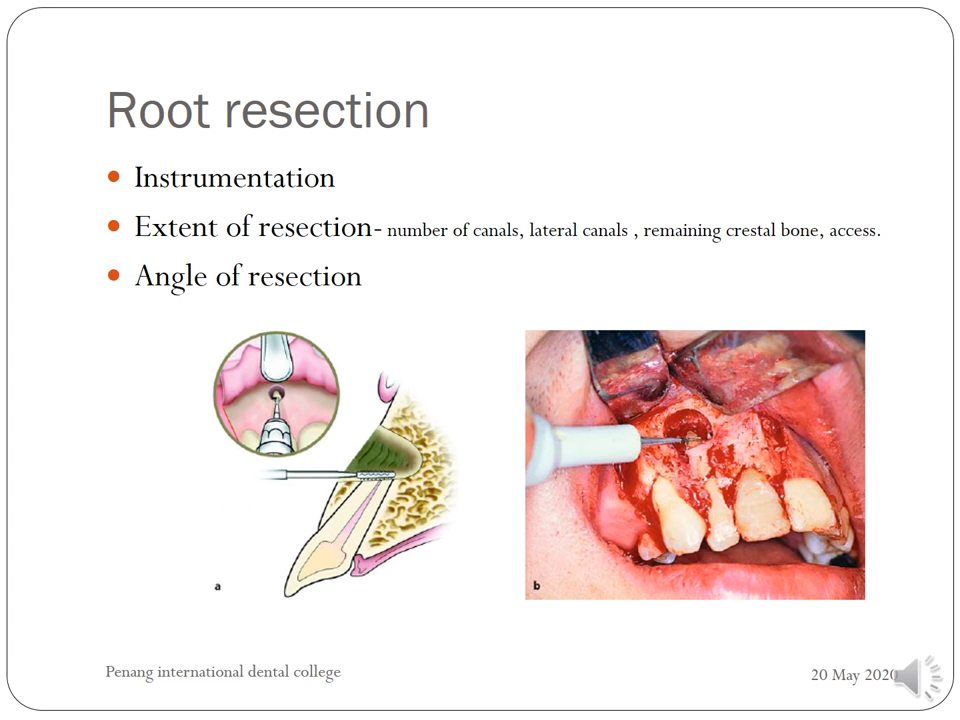 Root resection
Instrumentation
Extent of resection- number of canals, lateral canals , remaining crestal bone, access.
Angle of resection
a
b
Penang international dental college
20 May 2020